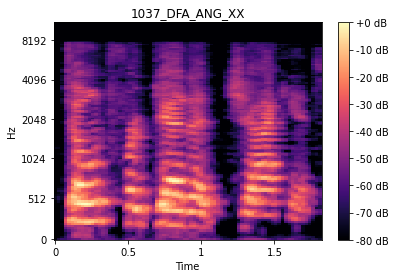 1037_DFA_ANG_XX
+0 dB
8192
-10 dB
4096
-20 dB
-30 dB
Hz
2048
-40 dB
1024
-50 dB
512
-60 dB
-70 dB
0
-80 dB
0
0.5
1
1.5
Time